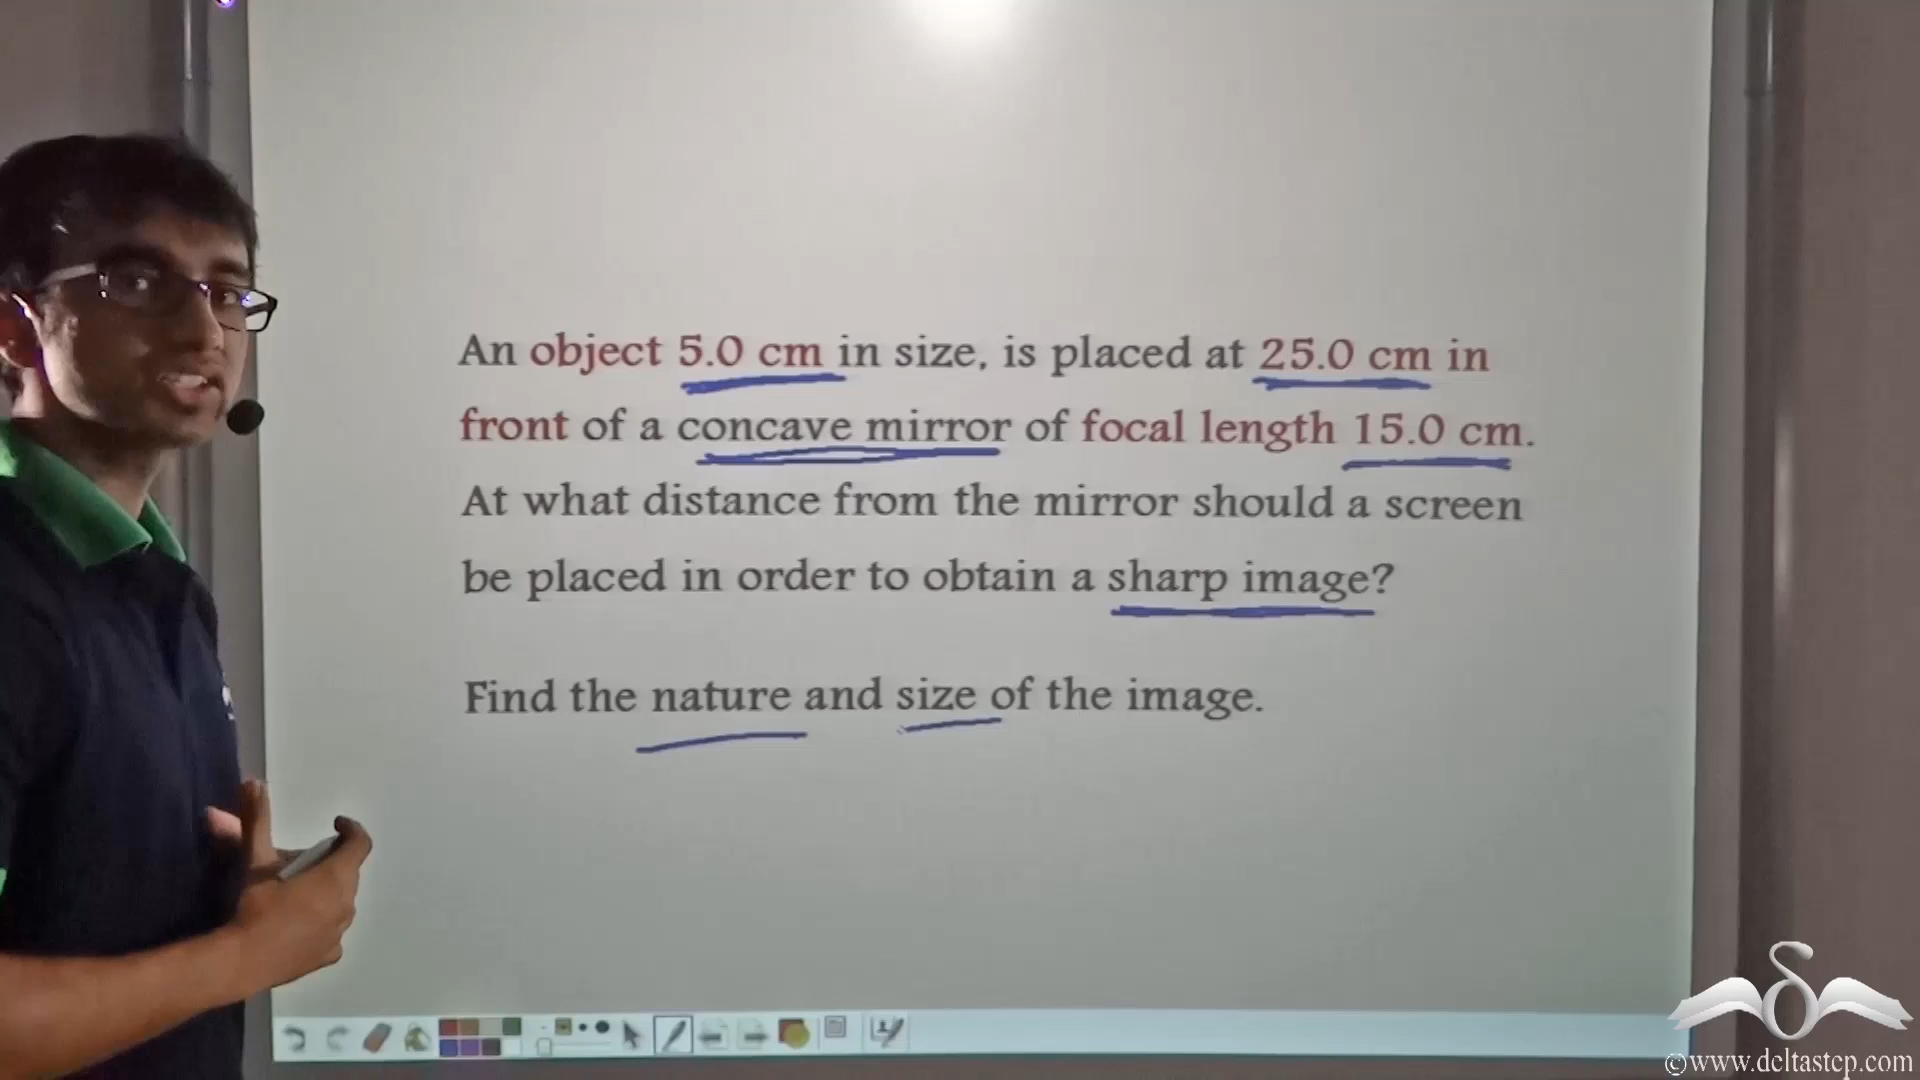 An object 5.0 cm in size, is placed at 25.0 cm in
front of a concave mirror of focal length 15.0 cm.
At what distance from the mirror should a screen
be placed in order to obtain a sharp image?
Find the nature and size of the image.
©www.deltastep.com